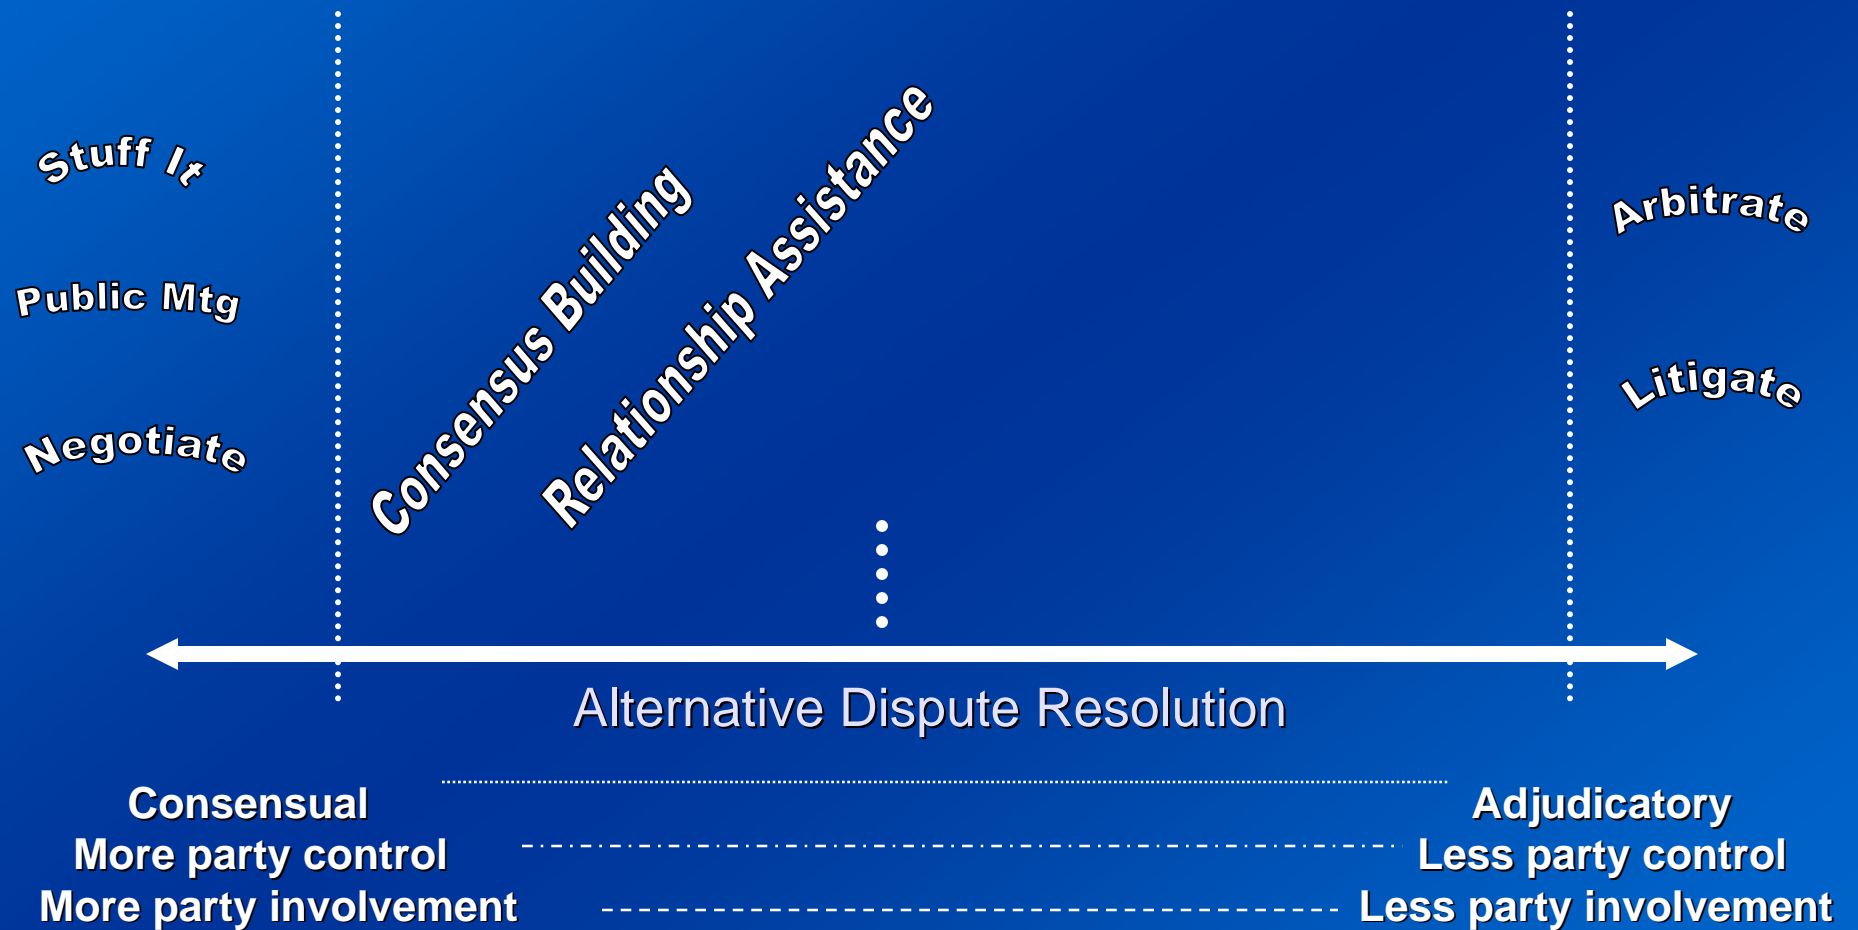 Stuff It
Public Mtg
Negotiate
Consensus Building
Relationship Assistance
Arbitrate
Litigate
Alternative Dispute Resolution
Consensual
More party control
More party involvement
Adjudicatory
Less party control
Less party involvement